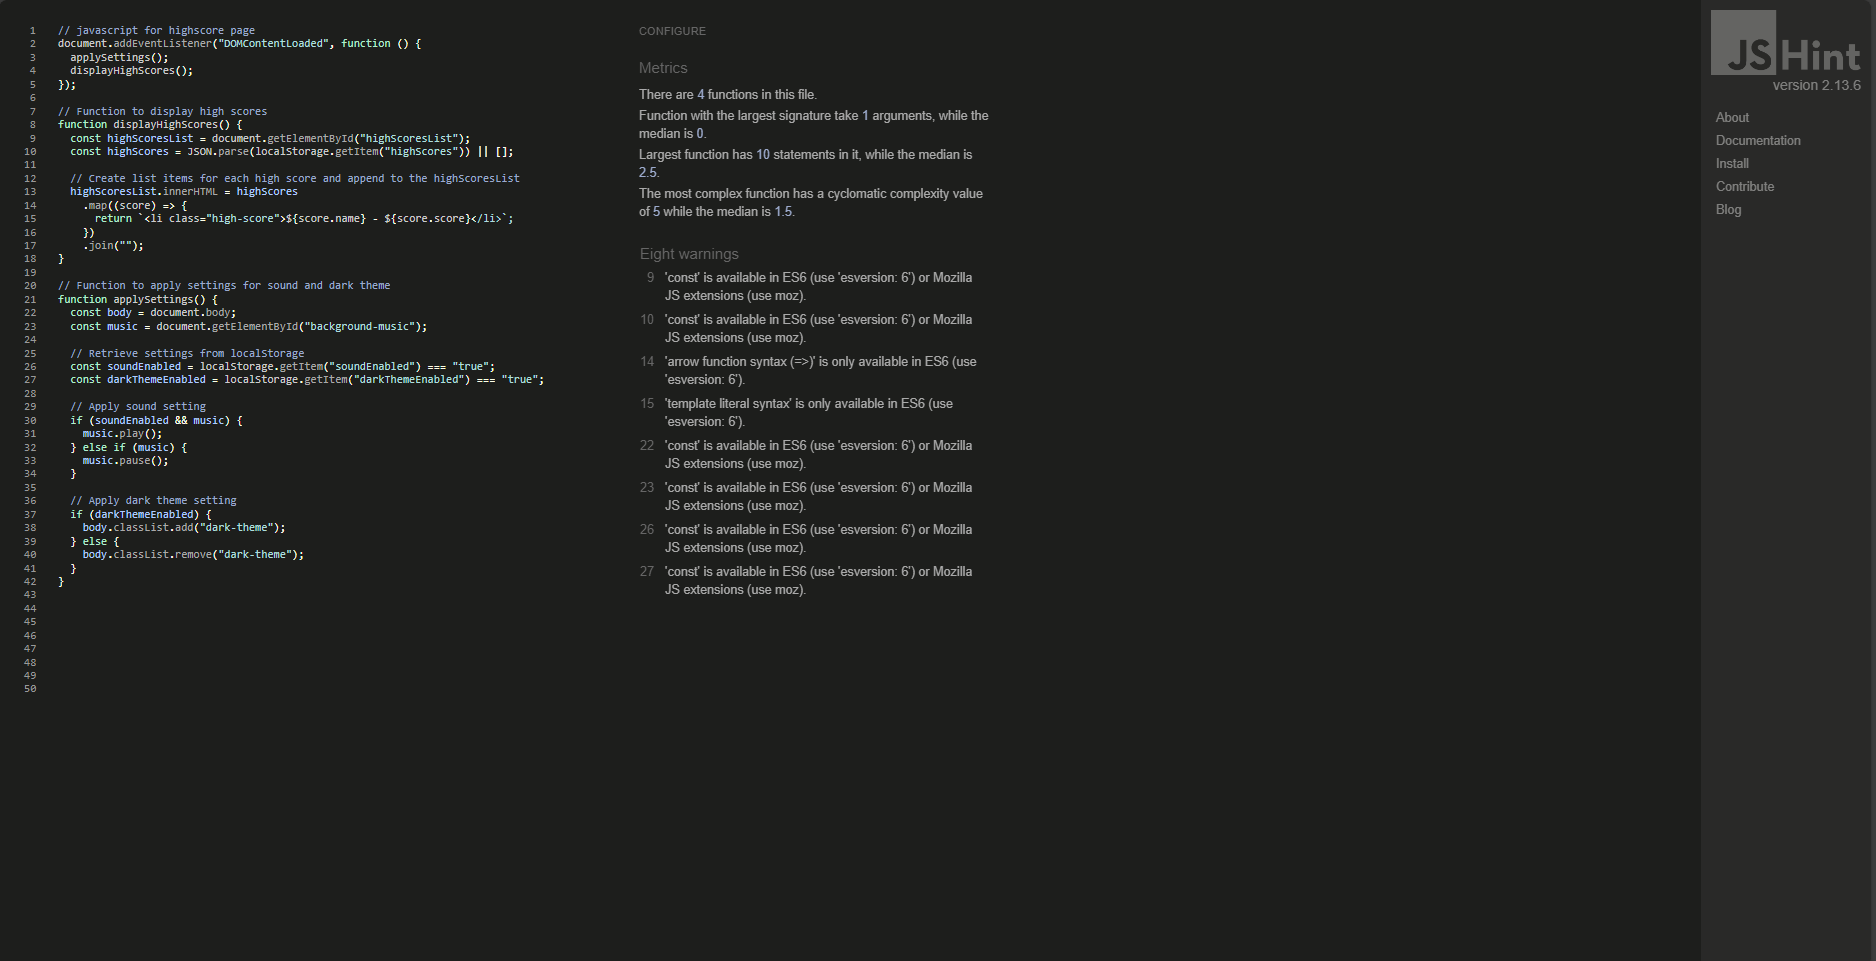 1 // javascript for highscore page
2 document.addEventListener("DOMContentLoaded", function () {
3 applySettings();
4 displayHighScores();
5 });
6
7 // Function to display high scores
8 function displayHighScores() {
9 const highScoresList = document.getElementById("highScoresList");
10 const highScores = JSON.parse(localStorage.getItem("highScores")) || [];
11
12 // Create list items for each high score and append to the highScoresList
13 highScoresList.innerHTML = highScores
14 .map((score) => {
15 return `<li class="high-score">${score.name} - ${score.score}</li>`;
16 })
17 .join("");
18 }
19
20 // Function to apply settings for sound and dark theme
21 function applySettings() {
22 const body = document.body;
23 const music = document.getElementById("background-music");
24
25 // Retrieve settings from localStorage
26 const soundEnabled = localStorage.getItem("soundEnabled") === "true";
27 const darkThemeEnabled = localStorage.getItem("darkThemeEnabled") === "true";
28
29 // Apply sound setting
30 if (soundEnabled && music) {
31 music.play();
32 } else if (music) {
33 music.pause();
34 }
35
36 // Apply dark theme setting
37 if (darkThemeEnabled) {
38 body.classList.add("dark-theme");
39 } else {
40 body.classList.remove("dark-theme");
41 }
42 }
43
44
45
46
47
48
49
50
CONFIGURE
Metrics
There are 4 functions in this file.
Function with the largest signature take 1 arguments, while the
median is 0.
Largest function has 10 statements in it, while the median is
2.5.
The most complex function has a cyclomatic complexity value
of 5 while the median is 1.5.
Eight warnings
9 'const' is available in ES6 (use 'esversion: 6') or Mozilla
JS extensions (use moz).
10 'const' is available in ES6 (use 'esversion: 6') or Mozilla
JS extensions (use moz).
14 'arrow function syntax (=>)' is only available in ES6 (use
'esversion: 6').
15 'template literal syntax' is only available in ES6 (use
'esversion: 6').
22 'const' is available in ES6 (use 'esversion: 6') or Mozilla
JS extensions (use moz).
23 'const' is available in ES6 (use 'esversion: 6') or Mozilla
JS extensions (use moz).
26 'const' is available in ES6 (use 'esversion: 6') or Mozilla
JS extensions (use moz).
27 'const' is available in ES6 (use 'esversion: 6') or Mozilla
JS extensions (use moz).
JSHint
version 2.13.6
About
Documentation
Install
Contribute
Blog